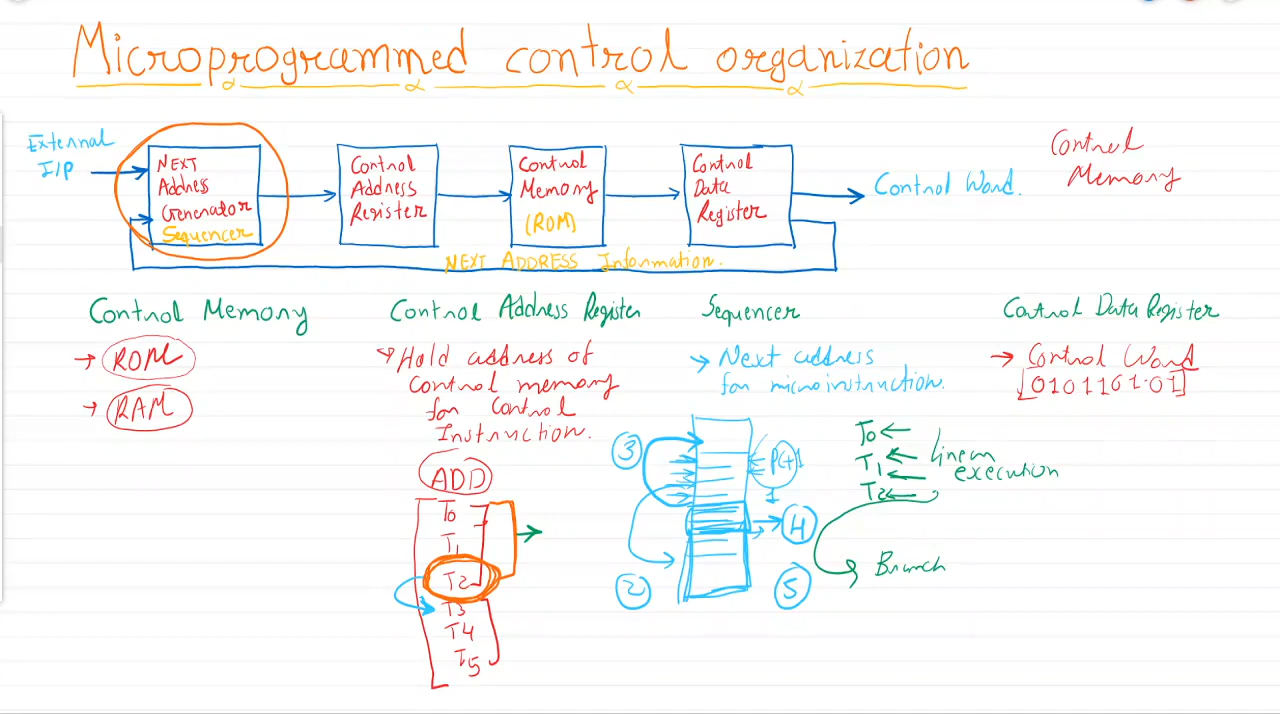 Microprogrammed control organization
External
I/P
NEXT
Address
Generator
Sequencer
Control
Address
Register
Control
Memory
(ROM)
Control
Data
Register
Control Word.
Control
Memory
NEXT ADDRESS Information.
Control Memory
→ ROM
→ RAM
Control Address Register
→ Hold address of
control memory
for Control
Instruction.
ADD
T0
T1
T2
T3
T4
T5
Sequencer
→ Next address
for microinstruction.
3
PC+1
1
4
2
5
Control Data Register
→ Control Word
[0101101.01]
T0 ←
T1 ←
T2 ←
linear
execution
Branch